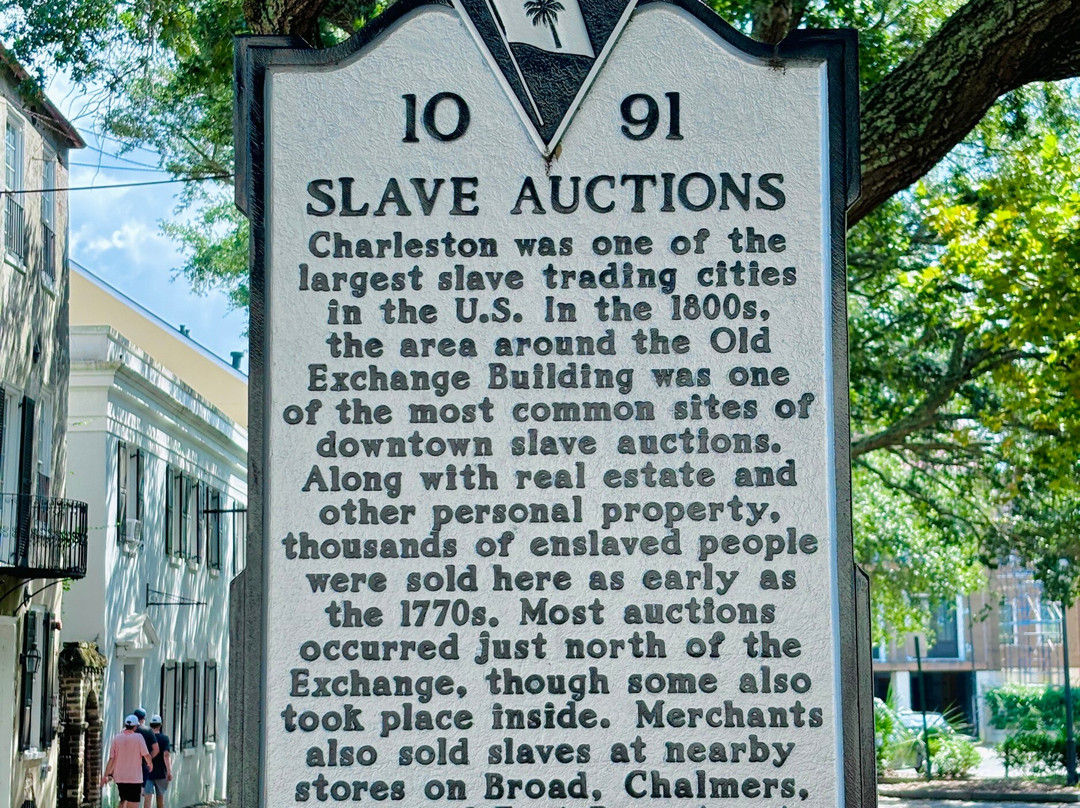 10 91
SLAVE AUCTIONS
Charleston was one of the
largest slave trading cities
in the U.S. In the 1800s,
the area around the Old
Exchange Building was one
of the most common sites of
downtown slave auctions.
Along with real estate and
other personal property,
thousands of enslaved people
were sold here as early as
the 1770s. Most auctions
occurred just north of the
Exchange, though some also
took place inside. Merchants
also sold slaves at nearby
stores on Broad, Chalmers,